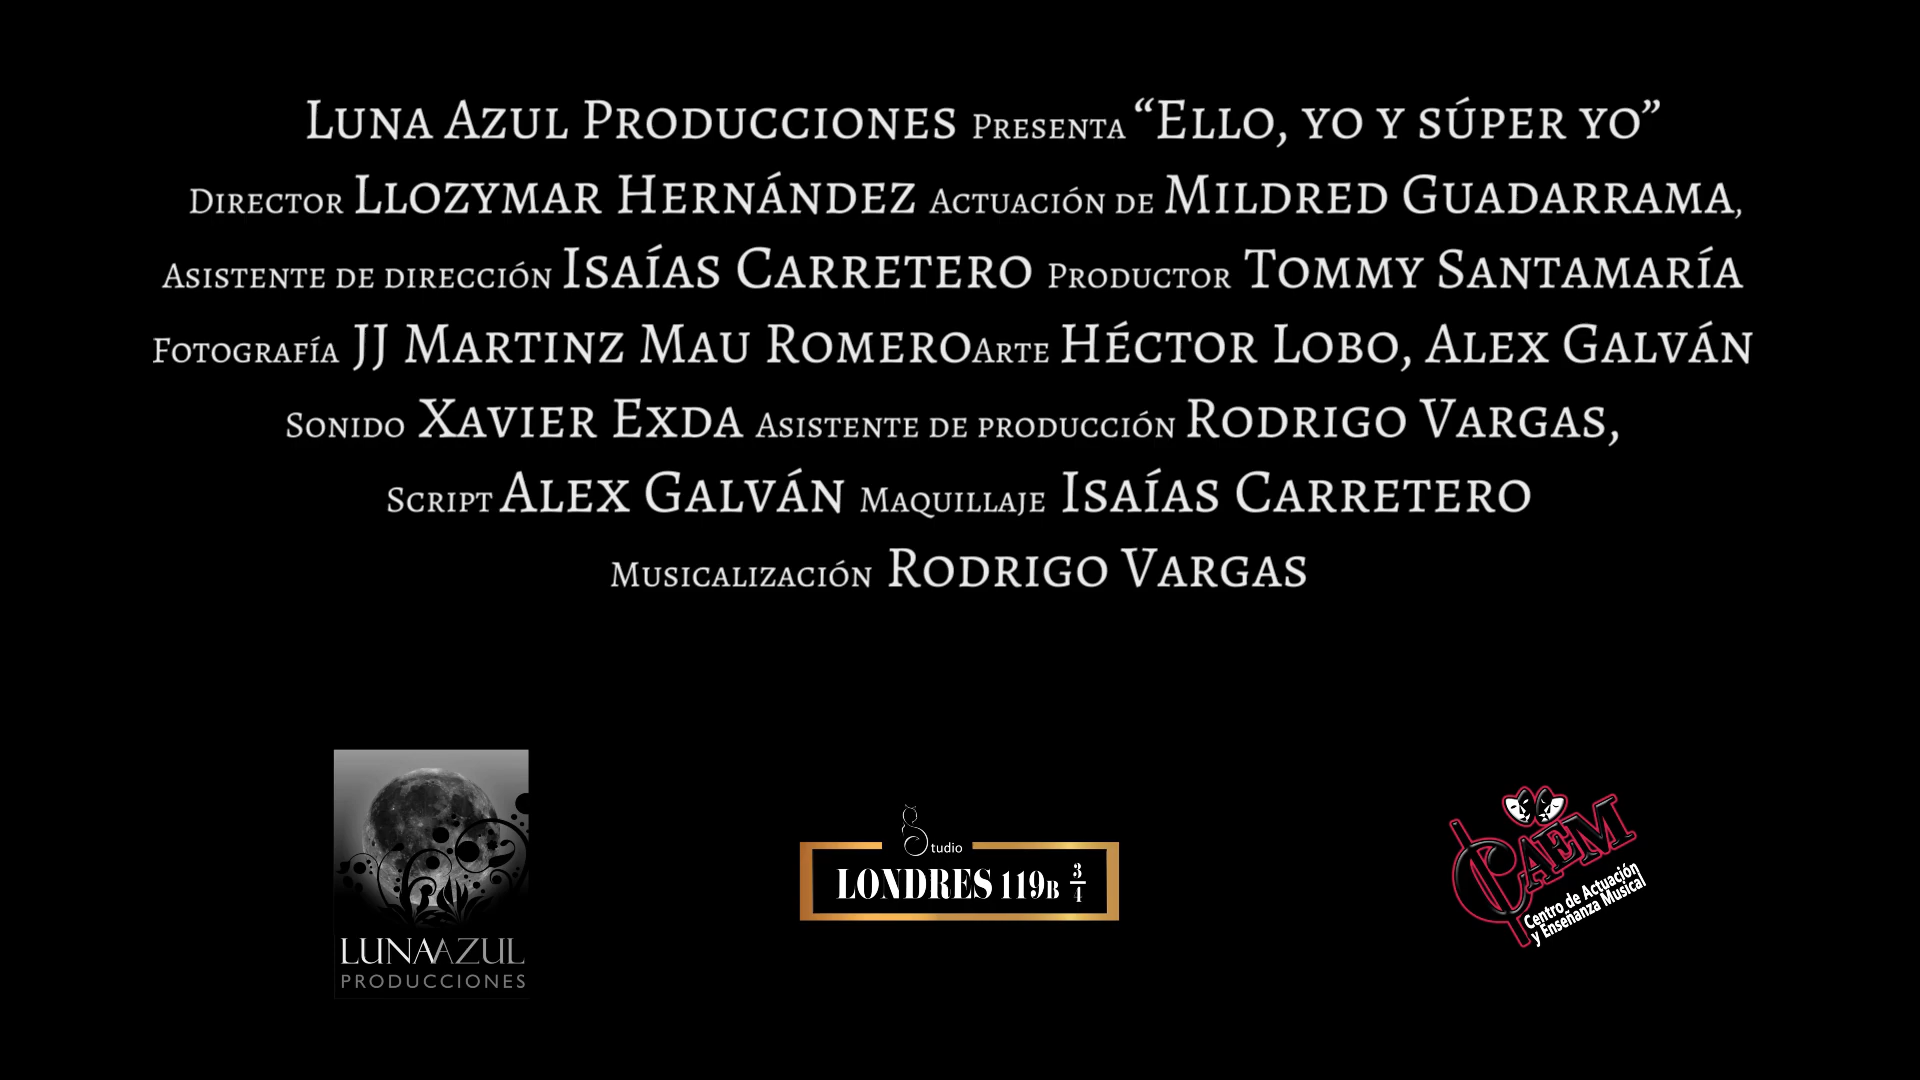 Luna Azul Producciones Presenta “Ello, yo y súper yo”
Director Llozymar Hernández Actuación de Mildred Guadarrama,
Asistente de dirección Isaías Carretero Productor Tommy Santamaría
Fotografía JJ Martinz Mau RomeroArte Héctor Lobo, Alex Galván
Sonido Xavier Exda Asistente de producción Rodrigo Vargas,
Script Alex Galván Maquillaje Isaías Carretero
Musicalización Rodrigo Vargas
LUNAAZUL
PRODUCCIONES
Studio
LONDRES 119B 3/4
CAEM
Centro de Actuación
y Enseñanza Musical